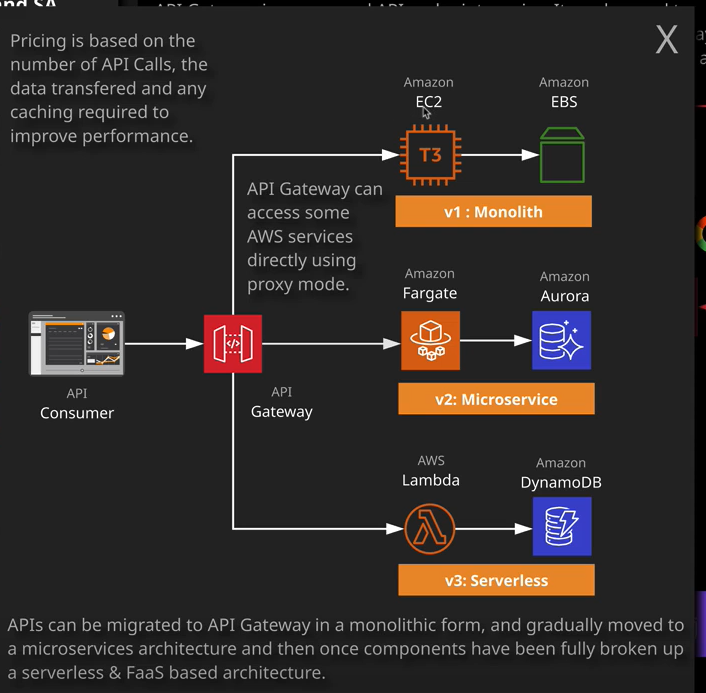 Pricing is based on the
number of API Calls, the
data transfered and any
caching required to
improve performance.
X
Amazon
EC2
Amazon
EBS
T3
v1 : Monolith
API Gateway can
access some
AWS services
directly using
proxy mode.
Amazon
Fargate
Amazon
Aurora
v2: Microservice
API
Consumer
API
Gateway
AWS
Lambda
Amazon
DynamoDB
v3: Serverless
APIs can be migrated to API Gateway in a monolithic form, and gradually moved to
a microservices architecture and then once components have been fully broken up
a serverless & FaaS based architecture.